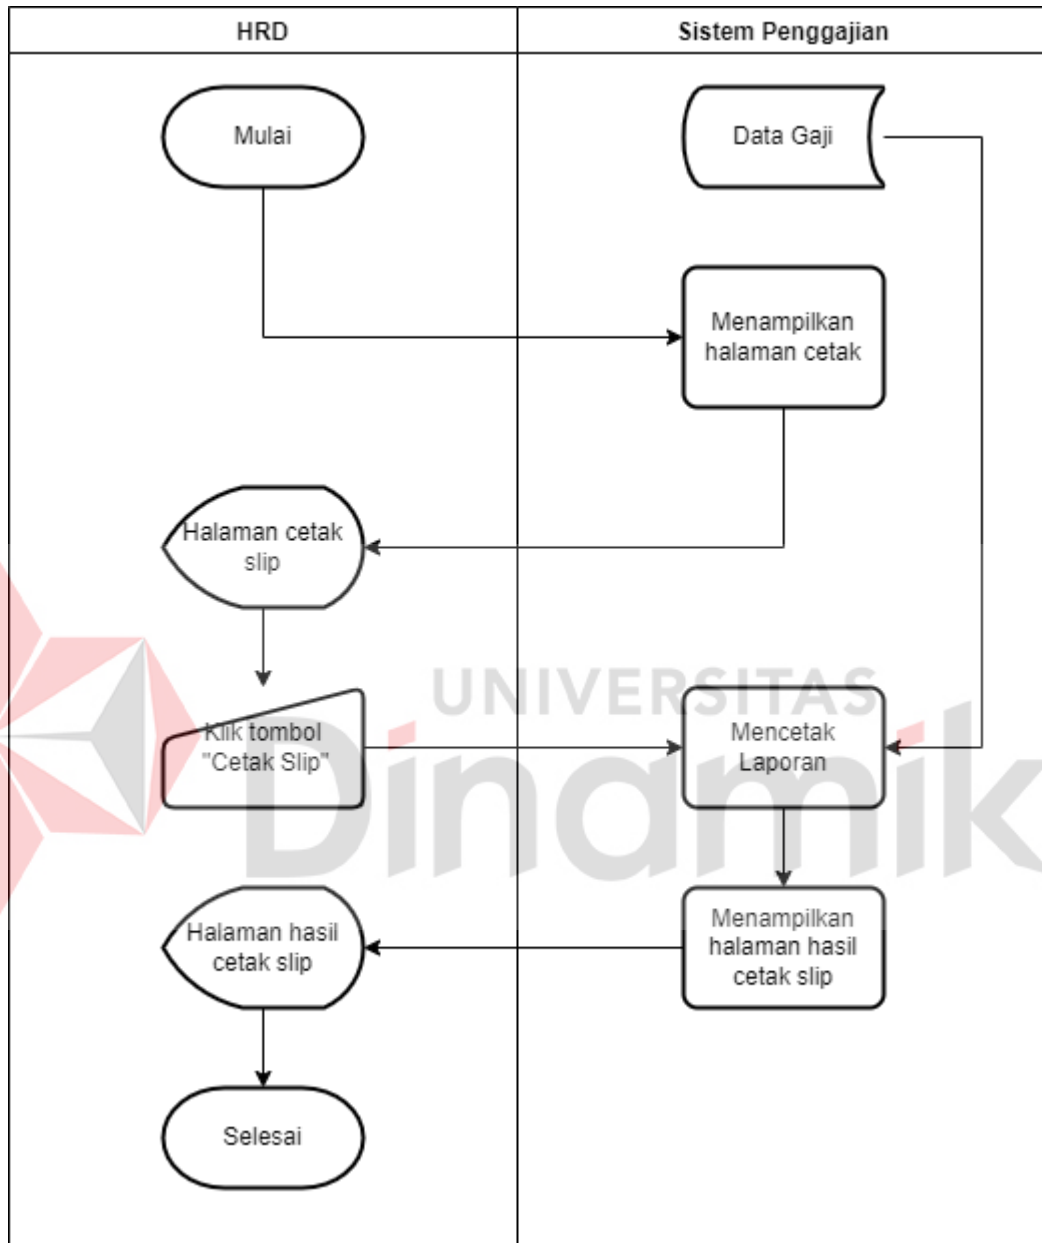 HRD
Sistem Penggajian
Mulai
Data Gaji
Menampilkan
halaman cetak
Halaman cetak
slip
UNIVERSITAS
Dinamika
Klik tombol
"Cetak Slip"
Mencetak
Laporan
Halaman hasil
cetak slip
Menampilkan
halaman hasil
cetak slip
Selesai